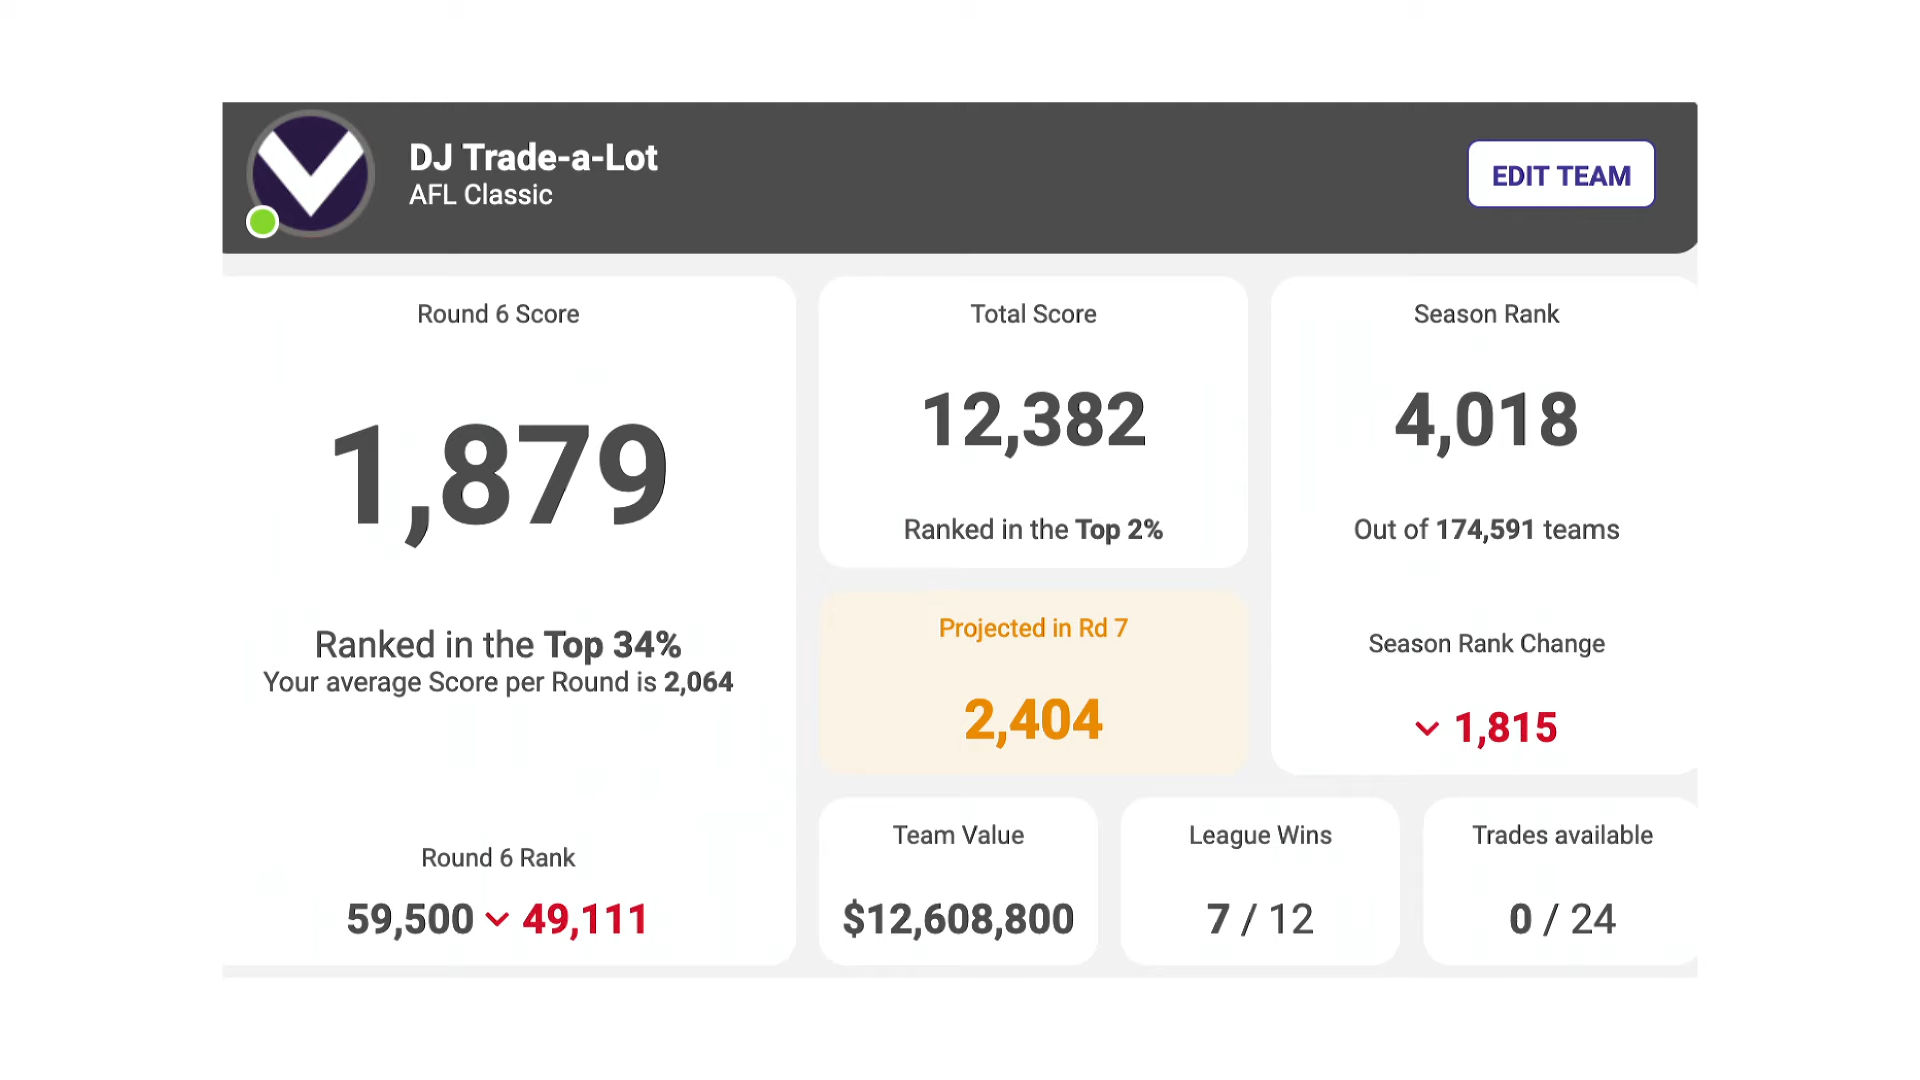 DJ Trade-a-Lot
AFL Classic
EDIT TEAM
Round 6 Score
1,879
Ranked in the Top 34%
Your average Score per Round is 2,064
Round 6 Rank
59,500 49,111
Total Score
12,382
Ranked in the Top 2%
Projected in Rd 7
2,404
Season Rank
4,018
Out of 174,591 teams
Season Rank Change
1,815
Team Value
$12,608,800
League Wins
7 / 12
Trades available
0 / 24